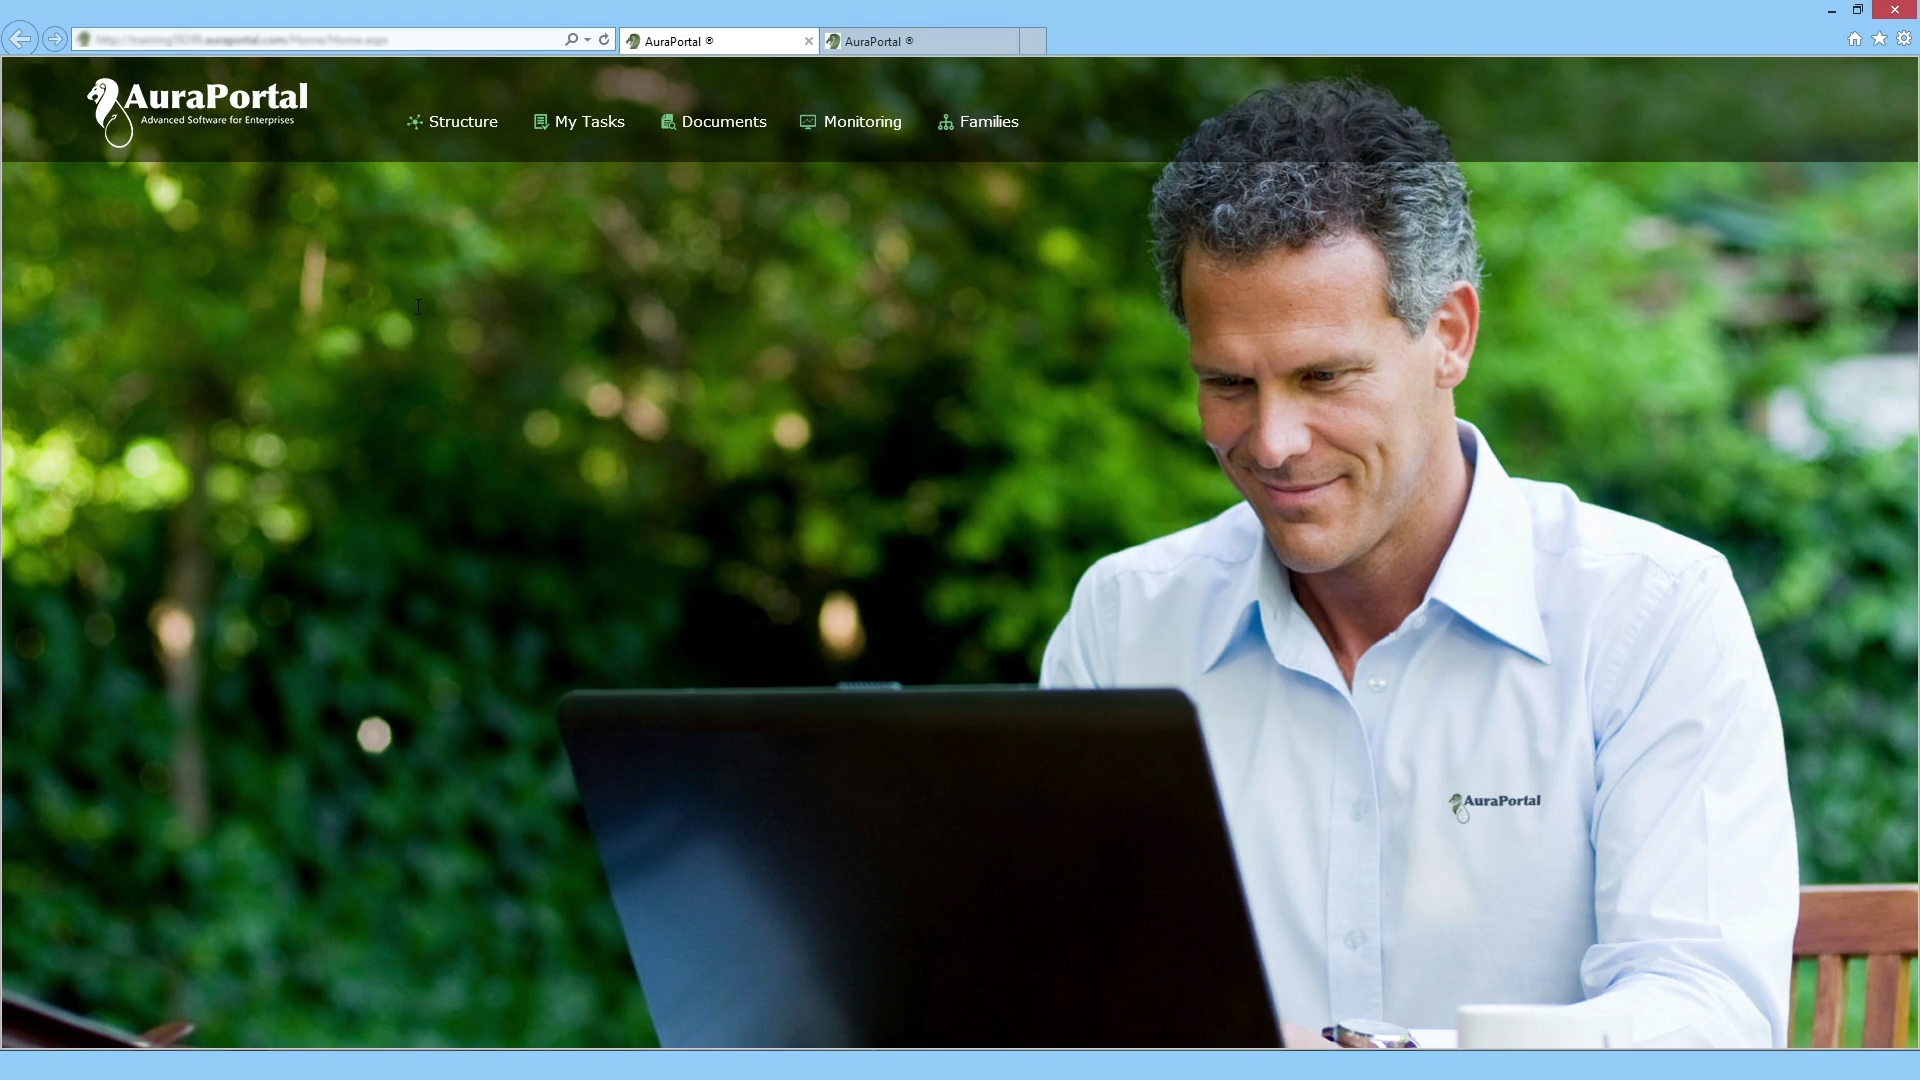 AuraPortal ®
AuraPortal ®
AuraPortal
Advanced Software for Enterprises
Structure
My Tasks
Documents
Monitoring
Families
AuraPortal